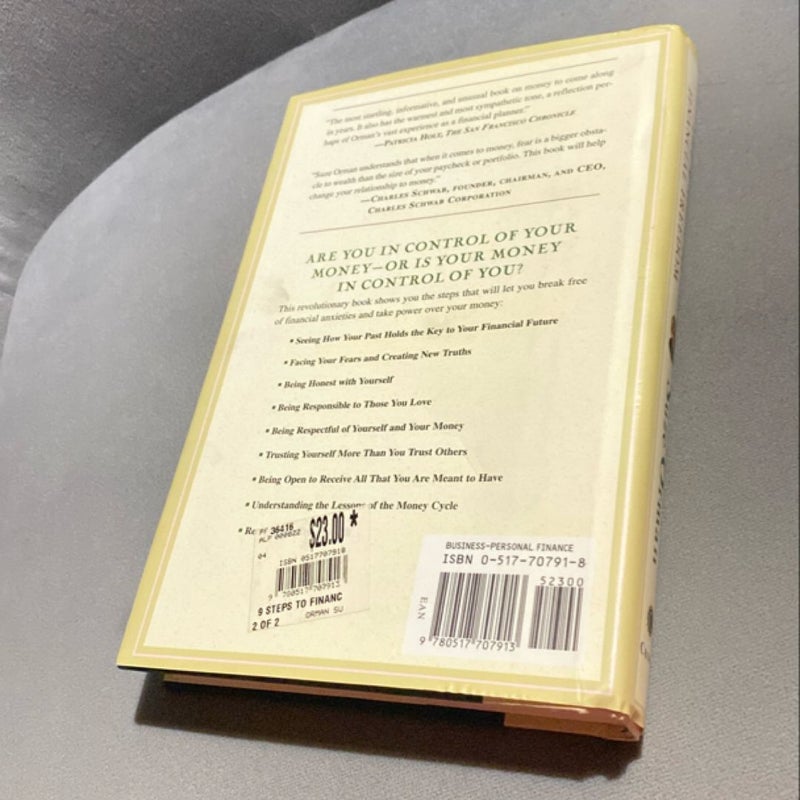 "The most startling, informative, and unusual book on money to come along
in years. It also has the warmest and most sympathetic tone, a reflection per-
haps of Orman's vast experience as a financial planner."
—PATRICIA HOLT, THE SAN FRANCISCO CHRONICLE
"Suze Orman understands that when it comes to money, fear is a bigger obsta-
cle to wealth than the size of your paycheck or portfolio. This book will help
change your relationship to money."
—CHARLES SCHWAB, FOUNDER, CHAIRMAN, AND CEO,
CHARLES SCHWAB CORPORATION
ARE YOU IN CONTROL OF YOUR
MONEY—OR IS YOUR MONEY
IN CONTROL OF YOU?
This revolutionary book shows you the steps that will let you break free
of financial anxieties and take power over your money:
▪ Seeing How Your Past Holds the Key to Your Financial Future
▪ Facing Your Fears and Creating New Truths
▪ Being Honest with Yourself
▪ Being Responsible to Those You Love
▪ Being Respectful of Yourself and Your Money
▪ Trusting Yourself More Than You Trust Others
▪ Being Open to Receive All That You Are Meant to Have
▪ Understanding the Lessons of the Money Cycle
36416
$23.00*
04
ISBN 0517707918
9 780517 707913
9 STEPS TO FINANC
2 OF 2 ORMAN SU
BUSINESS–PERSONAL FINANCE
ISBN 0-517-70791-8
52300
EAN
9 780517 707913
Suze Orman